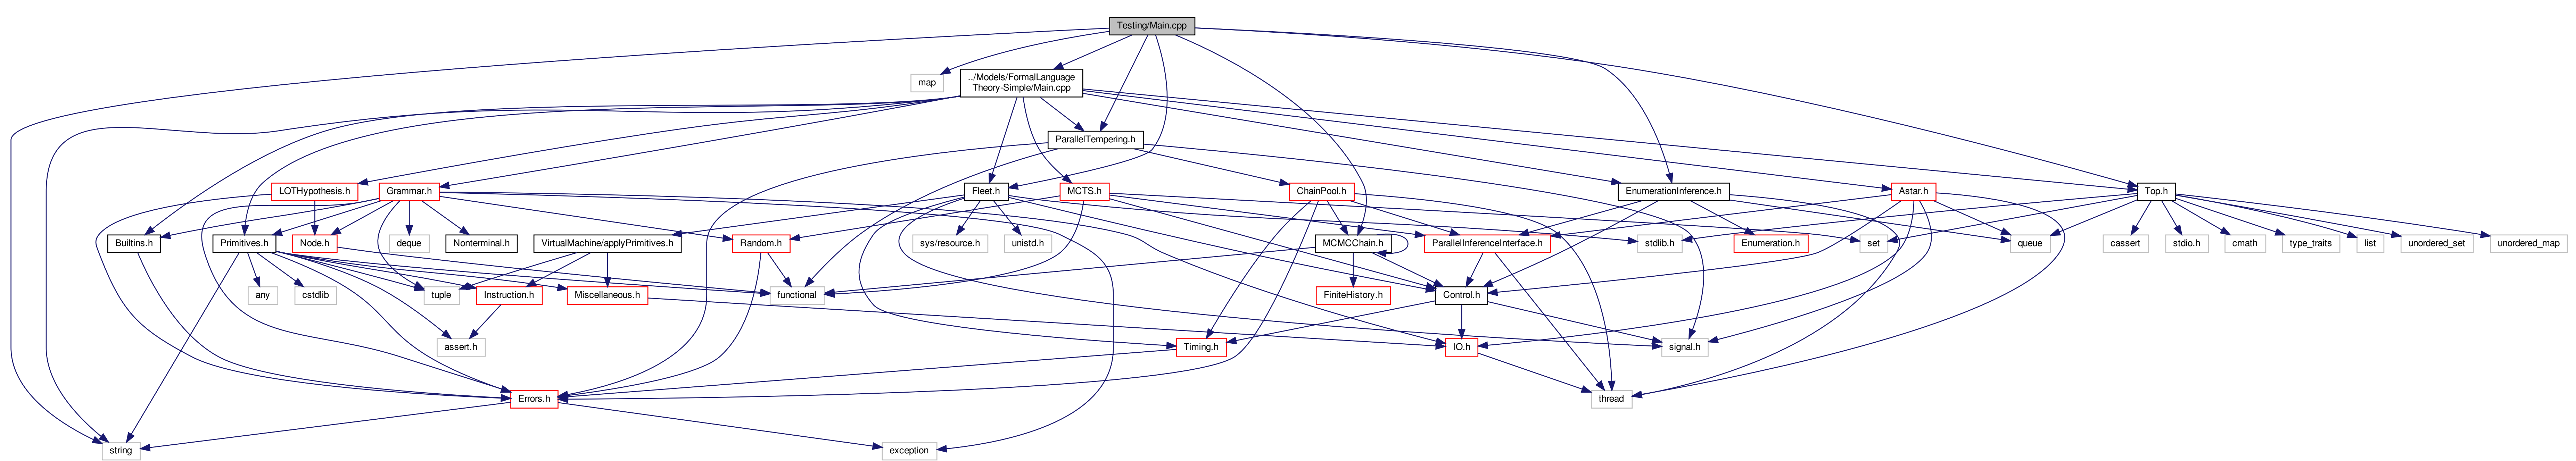 Testing/Main.cpp
map
../Models/FormalLanguage
Theory-Simple/Main.cpp
ParallelTempering.h
LOTHypothesis.h
Grammar.h
Fleet.h
MCTS.h
ChainPool.h
EnumerationInference.h
Astar.h
Top.h
Builtins.h
Primitives.h
Node.h
deque
Nonterminal.h
VirtualMachine/applyPrimitives.h
Random.h
sys/resource.h
unistd.h
MCMCChain.h
ParallelInferenceInterface.h
stdlib.h
Enumeration.h
set
queue
cassert
stdio.h
cmath
type_traits
list
unordered_set
unordered_map
any
cstdlib
tuple
Instruction.h
Miscellaneous.h
functional
FiniteHistory.h
Control.h
assert.h
Timing.h
IO.h
signal.h
Errors.h
thread
string
exception